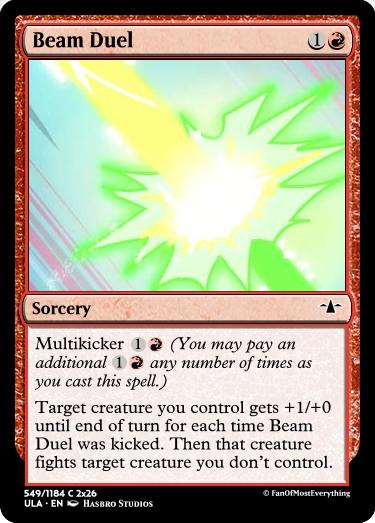 Beam Duel 1
Sorcery
Multikicker 1 (You may pay an
additional 1 any number of times as
you cast this spell.)
Target creature you control gets +1/+0
until end of turn for each time Beam
Duel was kicked. Then that creature
fights target creature you don't control.
549/1184 C 2x26
ULA • EN Hasbro Studios
© FanOfMostEverything